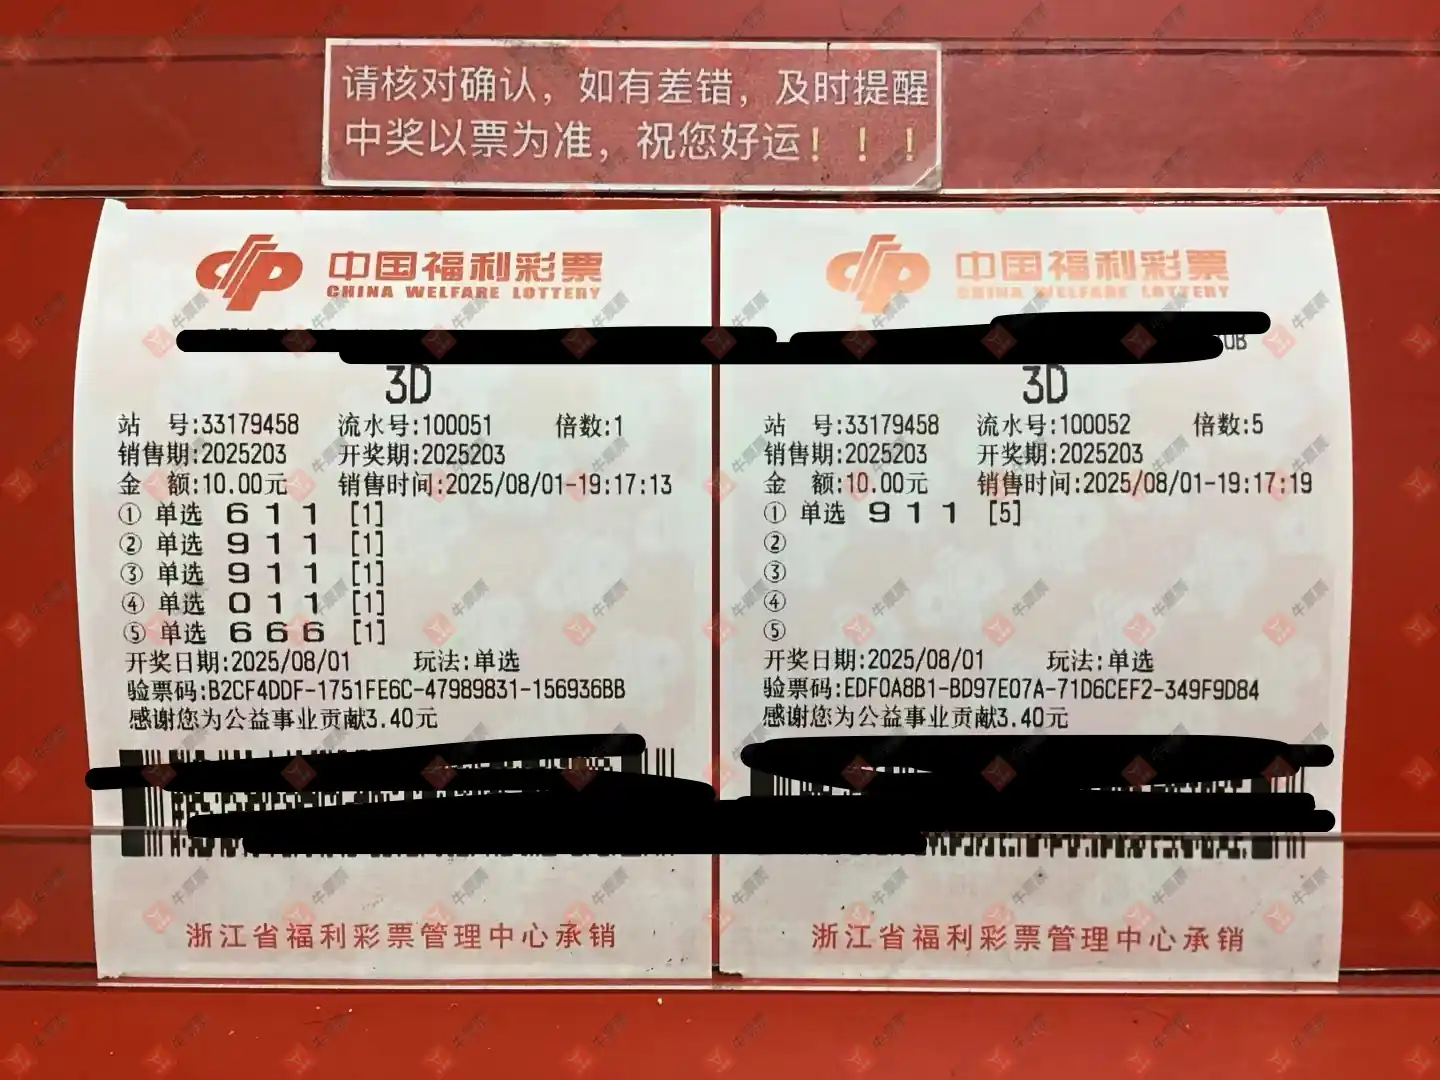 请核对确认，如有差错，及时提醒
中奖以票为准，祝您好运！！！
中国福利彩票
CHINA WELFARE LOTTERY
3D
站 号:33179458 流水号:100051 倍数:1
销售期:2025203 开奖期:2025203
金 额:10.00元 销售时间:2025/08/01-19:17:13
① 单选 6 1 1 [1]
② 单选 9 1 1 [1]
③ 单选 9 1 1 [1]
④ 单选 0 1 1 [1]
⑤ 单选 6 6 6 [1]
开奖日期:2025/08/01 玩法:单选
验票码:B2CF4DDF-1751FE6C-47989831-156936BB
感谢您为公益事业贡献3.40元
浙江省福利彩票管理中心承销
中国福利彩票
CHINA WELFARE LOTTERY
0B
3D
站 号:33179458 流水号:100052 倍数:5
销售期:2025203 开奖期:2025203
金 额:10.00元 销售时间:2025/08/01-19:17:19
① 单选 9 1 1 [5]
②
③
④
⑤
开奖日期:2025/08/01 玩法:单选
验票码:EDF0A8B1-BD97E07A-71D6CEF2-349F9D84
感谢您为公益事业贡献3.40元
浙江省福利彩票管理中心承销